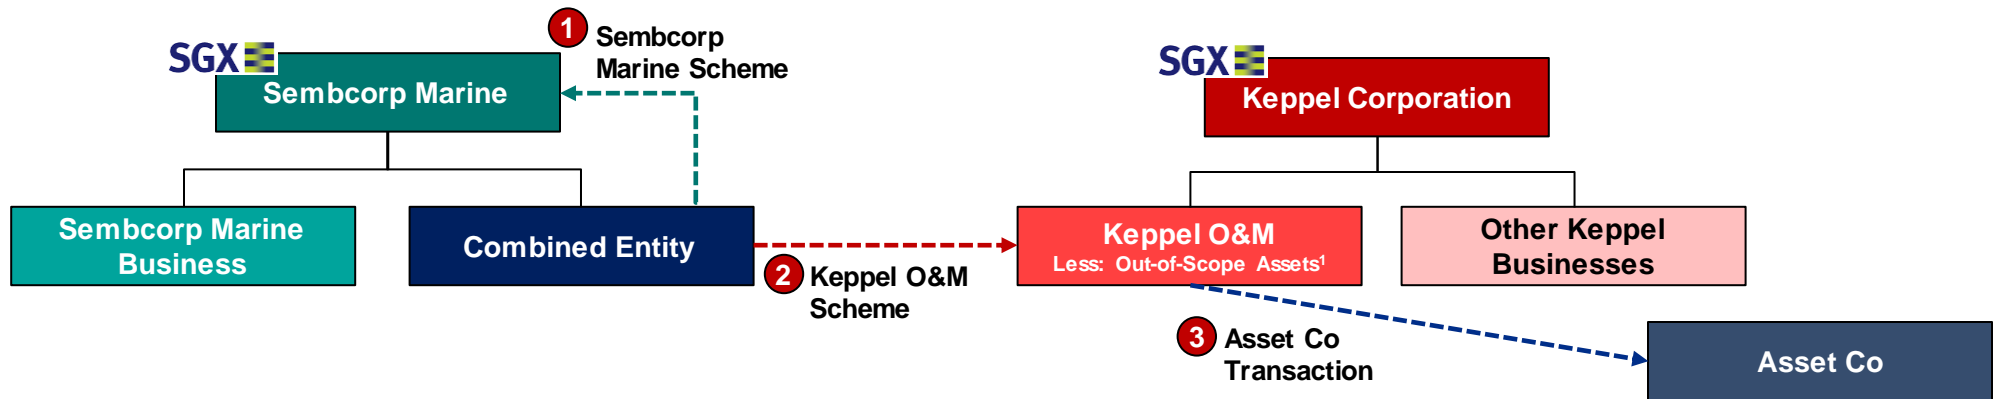 1
Sembcorp
Marine Scheme
SGX
Sembcorp Marine
SGX
Keppel Corporation
Sembcorp Marine
Business
Combined Entity
2
Keppel O&M
Scheme
Keppel O&M
Less: Out-of-Scope Assets¹
Other Keppel
Businesses
3
Asset Co
Transaction
Asset Co